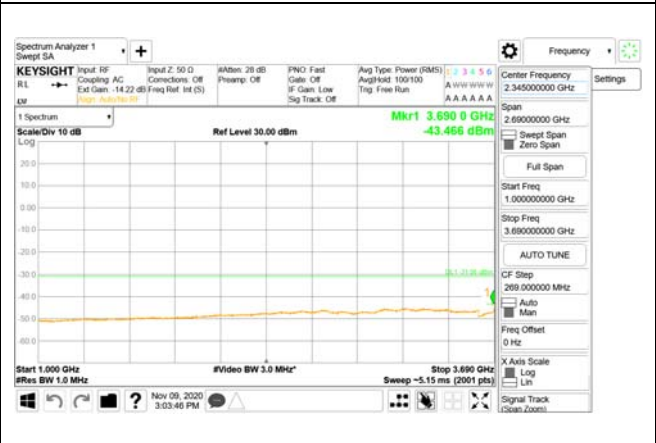 Spectrum Analyzer 1
Swept SA
Frequency
KEYSIGHT
RL
Input: RF
Coupling: AC
Ext Gain: -14.22 dB
Align: Auto/No RF
Input Z: 50 Ω
Corrections: Off
Freq Ref: Int (S)
#Atten: 28 dB
Preamp: Off
PNO: Fast
Gate: Off
IF Gain: Low
Sig Track: Off
Avg Type: Power (RMS)
Avg|Hold: 100/100
Trig: Free Run
1 2 3 4 5 6
A W W W W W
A A A A A A
1 Spectrum
Scale/Div 10 dB
Log
Ref Level 30.00 dBm
Mkr1 3.690 0 GHz
-43.466 dBm
20.0
10.0
0.00
-10.0
-20.0
-30.0
-40.0
-50.0
-60.0
1
Start 1.000 GHz
#Res BW 1.0 MHz
#Video BW 3.0 MHz*
Stop 3.690 GHz
Sweep ~5.15 ms (2001 pts)
Nov 09, 2020
3:03:46 PM
Center Frequency
2.345000000 GHz
Settings
Span
2.69000000 GHz
Swept Span
Zero Span
Full Span
Start Freq
1.000000000 GHz
Stop Freq
3.690000000 GHz
AUTO TUNE
CF Step
269.000000 MHz
Auto
Man
Freq Offset
0 Hz
X Axis Scale
Log
Lin
Signal Track
(Span Zoom)